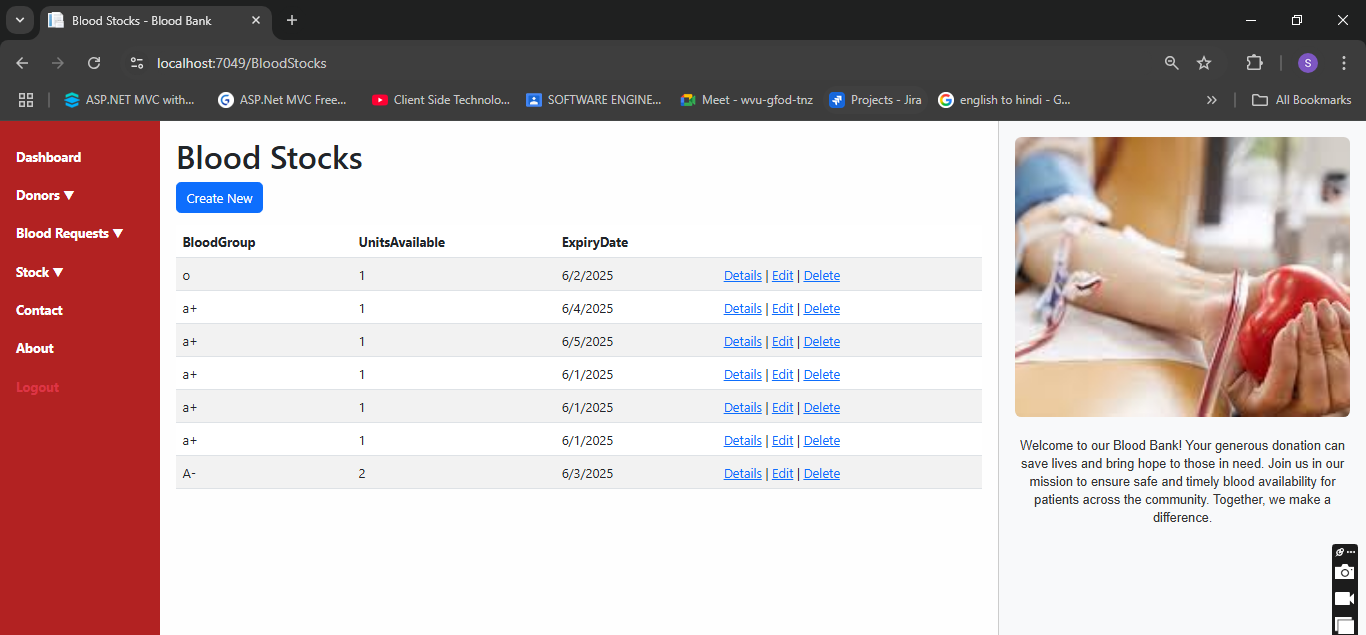 Blood Stocks - Blood Bank
localhost:7049/BloodStocks
S
ASP.NET MVC with...
ASP.Net MVC Free...
Client Side Technolo...
SOFTWARE ENGINE...
Meet - wvu-gfod-tnz
Projects - Jira
english to hindi - G...
All Bookmarks
Dashboard
Donors ▼
Blood Requests ▼
Stock ▼
Contact
About
Logout
Blood Stocks
Create New
BloodGroup UnitsAvailable ExpiryDate
o 1 6/2/2025 Details | Edit | Delete
a+ 1 6/4/2025 Details | Edit | Delete
a+ 1 6/5/2025 Details | Edit | Delete
a+ 1 6/1/2025 Details | Edit | Delete
a+ 1 6/1/2025 Details | Edit | Delete
a+ 1 6/1/2025 Details | Edit | Delete
A- 2 6/3/2025 Details | Edit | Delete
Welcome to our Blood Bank! Your generous donation can
save lives and bring hope to those in need. Join us in our
mission to ensure safe and timely blood availability for
patients across the community. Together, we make a
difference.